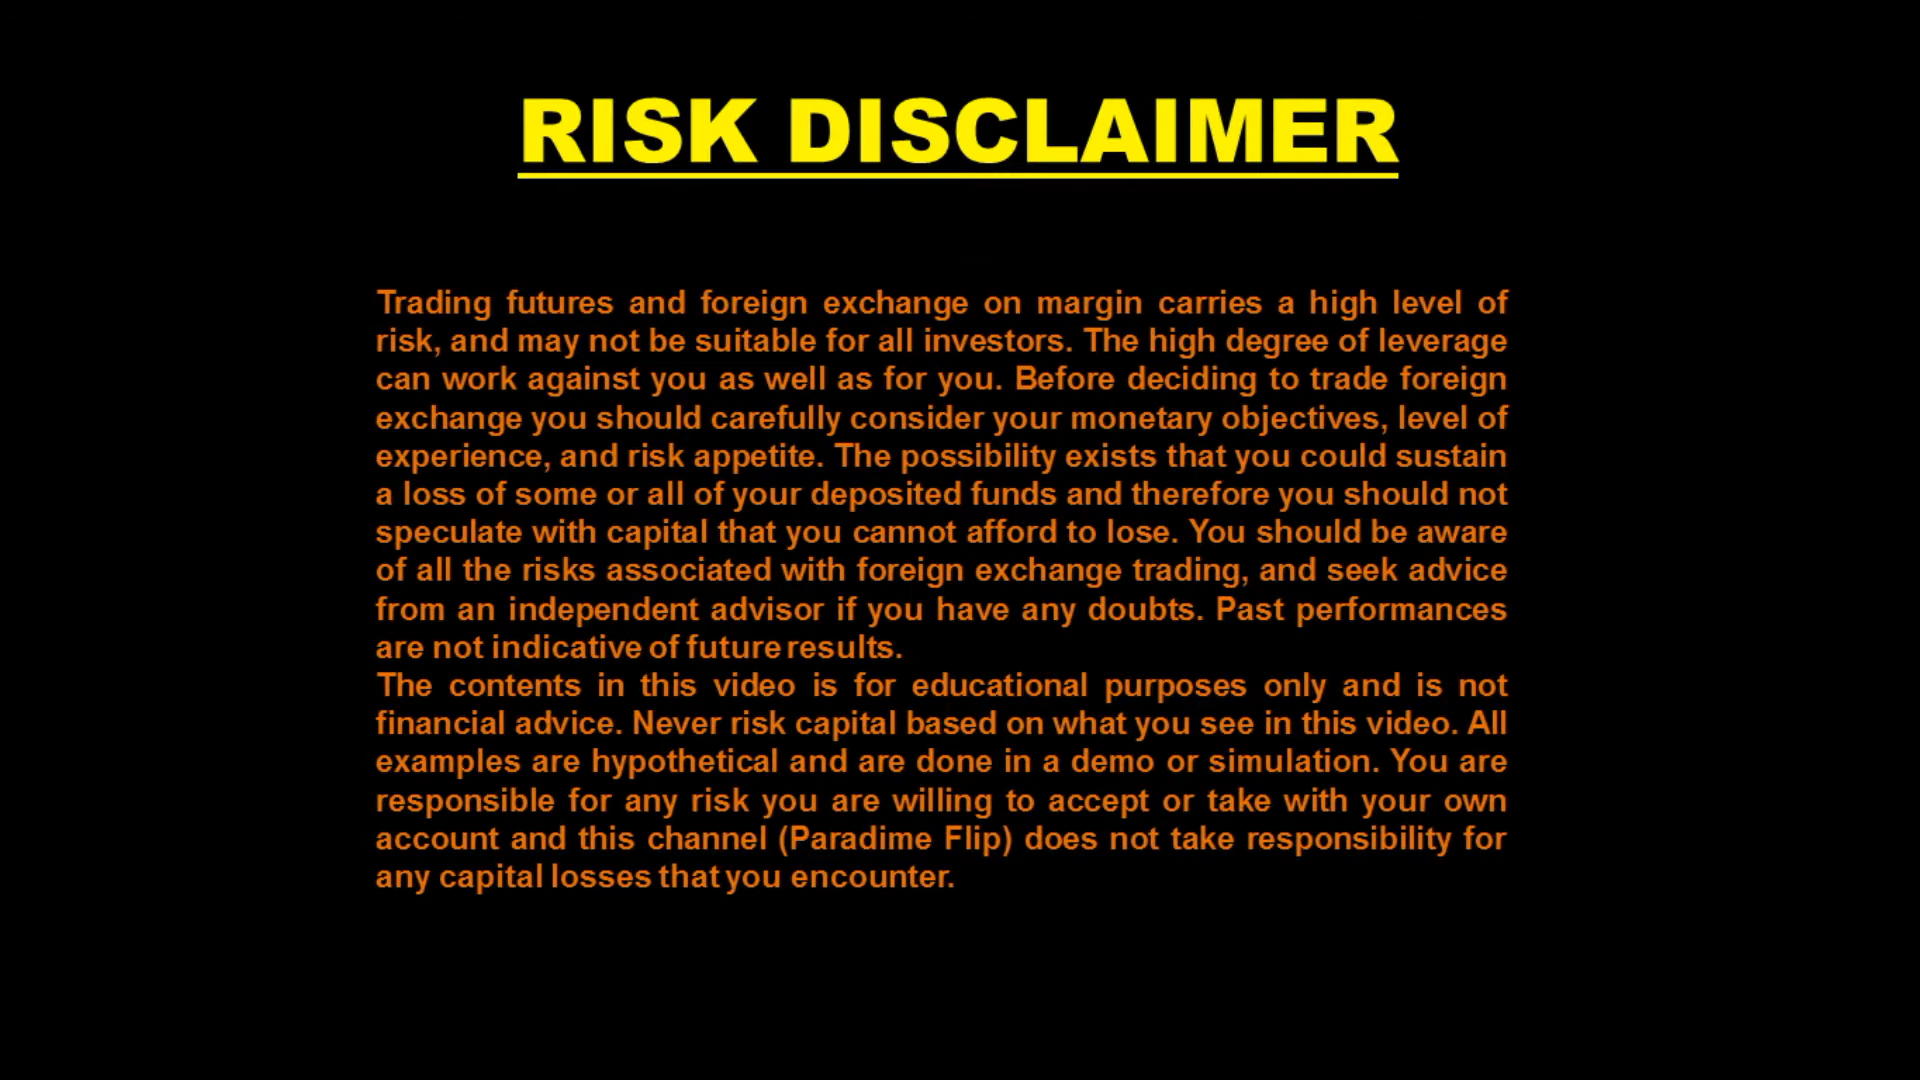 RISK DISCLAIMER
Trading futures and foreign exchange on margin carries a high level of
risk, and may not be suitable for all investors. The high degree of leverage
can work against you as well as for you. Before deciding to trade foreign
exchange you should carefully consider your monetary objectives, level of
experience, and risk appetite. The possibility exists that you could sustain
a loss of some or all of your deposited funds and therefore you should not
speculate with capital that you cannot afford to lose. You should be aware
of all the risks associated with foreign exchange trading, and seek advice
from an independent advisor if you have any doubts. Past performances
are not indicative of future results.
The contents in this video is for educational purposes only and is not
financial advice. Never risk capital based on what you see in this video. All
examples are hypothetical and are done in a demo or simulation. You are
responsible for any risk you are willing to accept or take with your own
account and this channel (Paradime Flip) does not take responsibility for
any capital losses that you encounter.